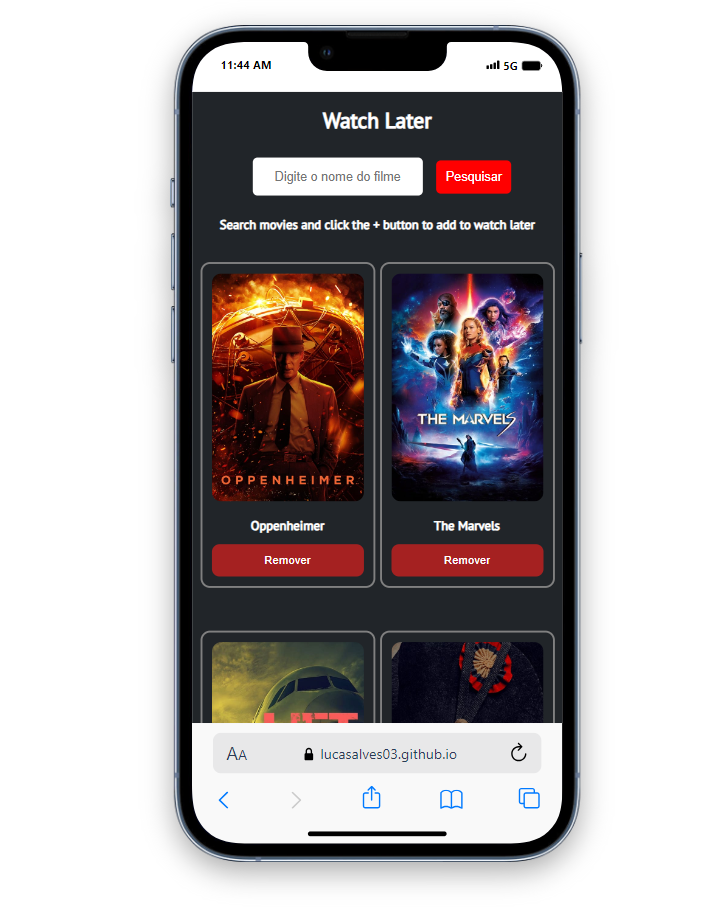 11:44 AM
5G
Watch Later
Digite o nome do filme
Pesquisar
Search movies and click the + button to add to watch later
OPPENHEIMER
THE MARVELS
Oppenheimer
The Marvels
Remover
Remover
AA
lucasalves03.github.io